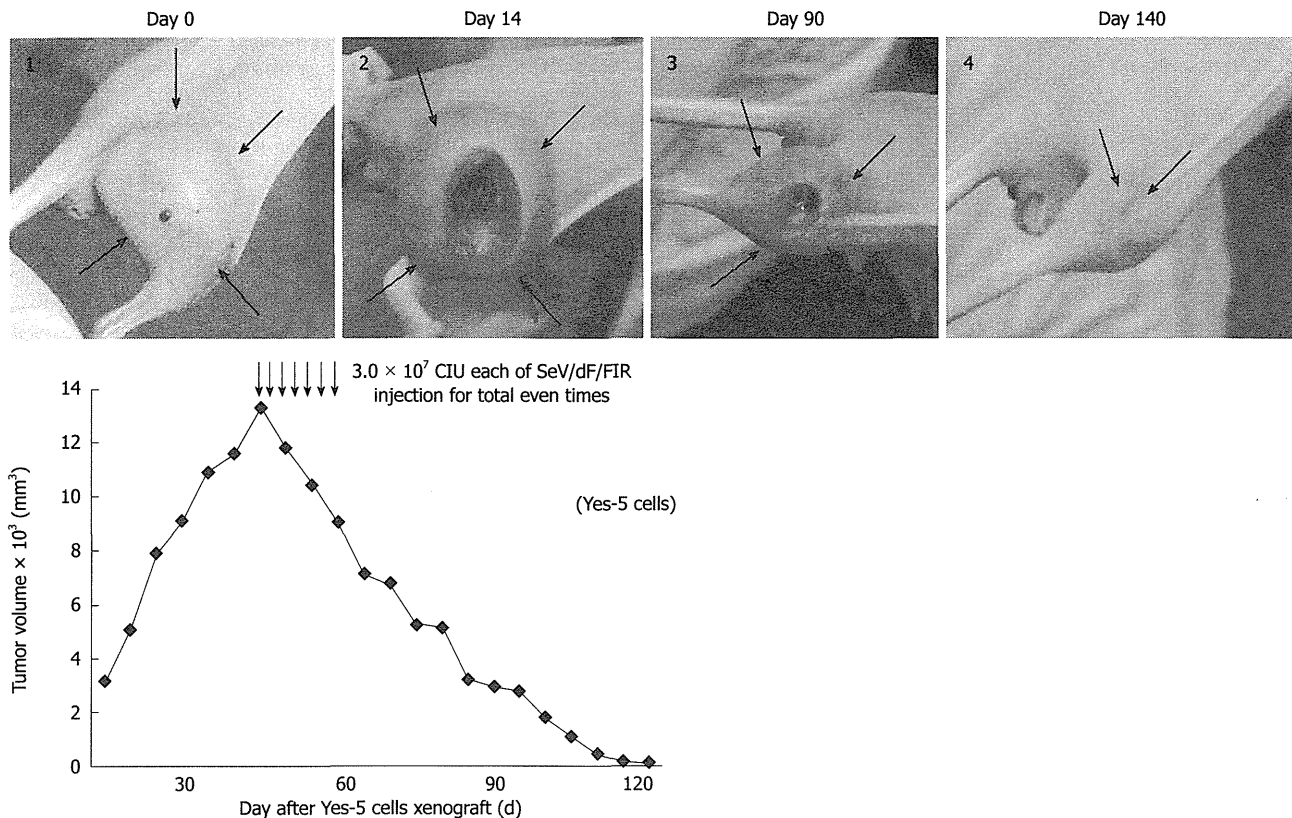 Day 0
Day 14
Day 90
Day 140
1
2
3
4
3.0 × 10⁷ CIU each of SeV/dF/FIR
injection for total even times
(Yes-5 cells)
Tumor volume × 10³ (mm³)
14
12
10
8
6
4
2
0
30
60
90
120
Day after Yes-5 cells xenograft (d)